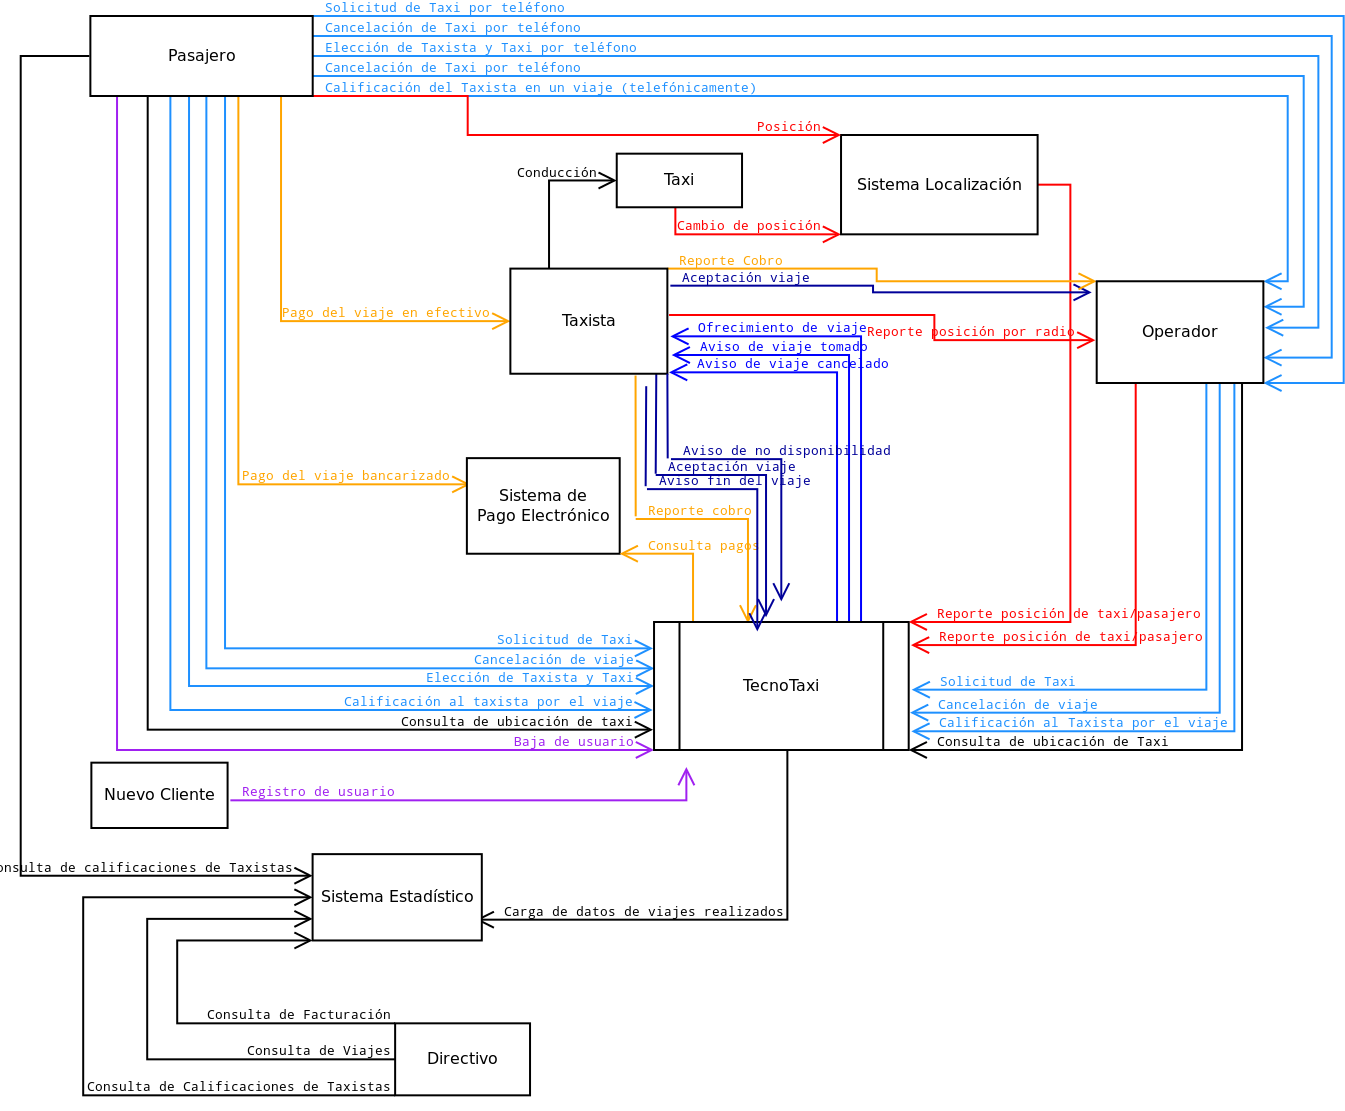 Solicitud de Taxi por teléfono
Cancelación de Taxi por teléfono
Elección de Taxista y Taxi por teléfono
Cancelación de Taxi por teléfono
Calificación del Taxista en un viaje (telefónicamente)
Pasajero
Posición
Conducción
Taxi
Sistema Localización
Cambio de posición
Reporte Cobro
Aceptación viaje
Pago del viaje en efectivo
Taxista
Ofrecimiento de viaje
Reporte posición por radio
Operador
Aviso de viaje tomado
Aviso de viaje cancelado
Aviso de no disponibilidad
Aceptación viaje
Aviso fin del viaje
Pago del viaje bancarizado
Sistema de
Pago Electrónico
Reporte cobro
Consulta pagos
Reporte posición de taxi/pasajero
Reporte posición de taxi/pasajero
Solicitud de Taxi
Cancelación de viaje
Elección de Taxista y Taxi
Calificación al taxista por el viaje
Consulta de ubicación de taxi
Baja de usuario
TecnoTaxi
Solicitud de Taxi
Cancelación de viaje
Calificación al Taxista por el viaje
Consulta de ubicación de Taxi
Nuevo Cliente
Registro de usuario
onsulta de calificaciones de Taxistas
Sistema Estadístico
Carga de datos de viajes realizados
Consulta de Facturación
Consulta de Viajes
Directivo
Consulta de Calificaciones de Taxistas